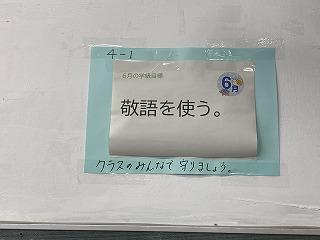 4-1
6月の学級目標
6月
敬語を使う。
クラスのみんなで守りましょう。